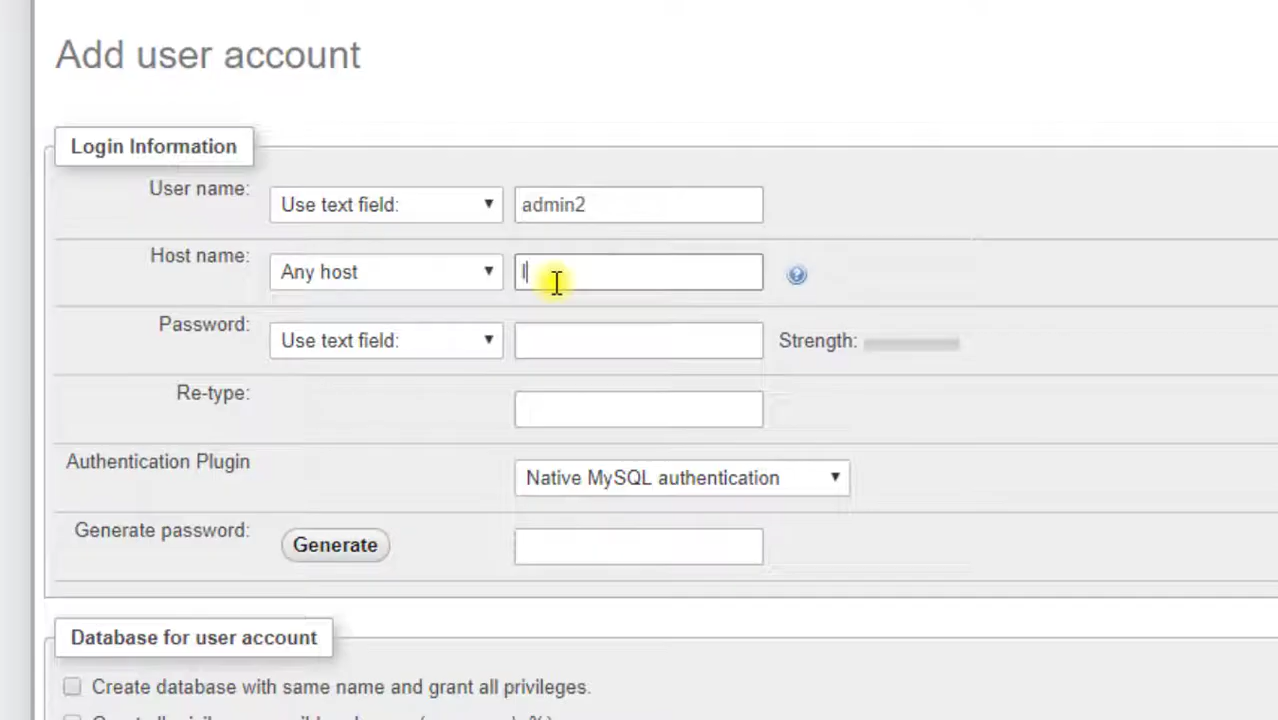 Add user account
Login Information
User name: Use text field: admin2
Host name: Any host l
Password: Use text field: Strength:
Re-type:
Authentication Plugin Native MySQL authentication
Generate password: Generate
Database for user account
Create database with same name and grant all privileges.